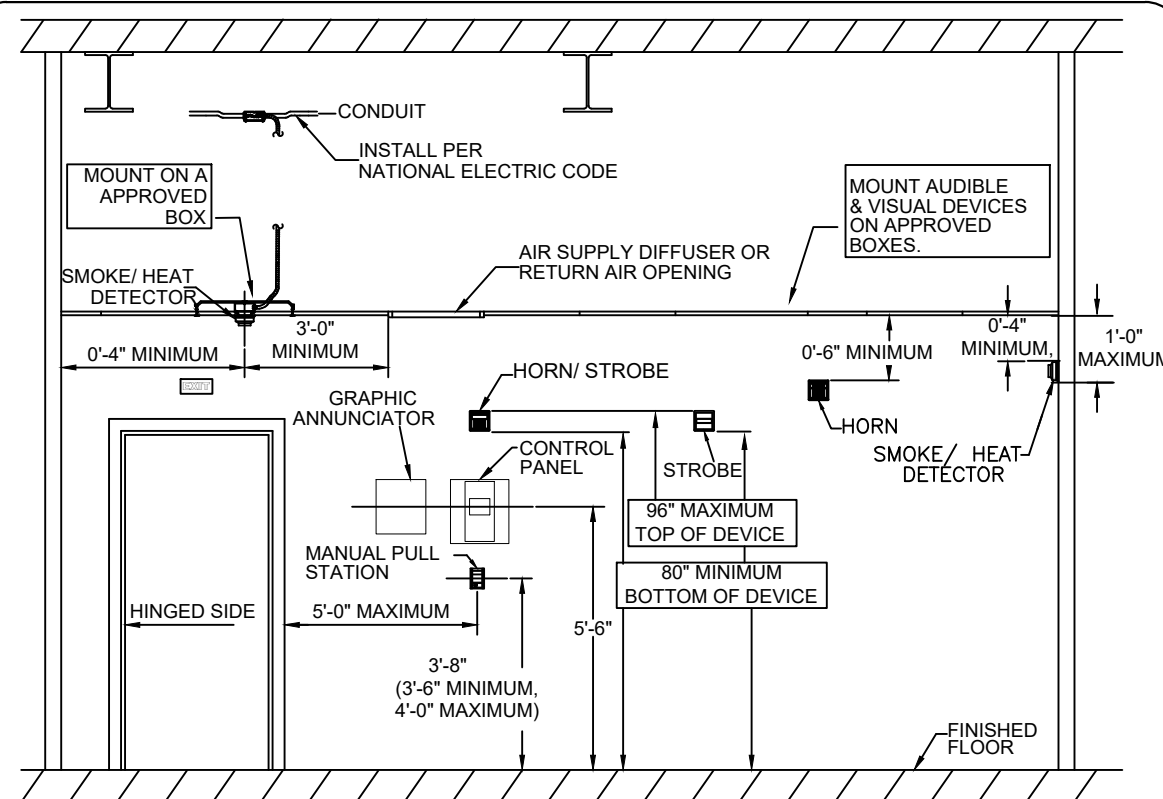 CONDUIT
INSTALL PER
NATIONAL ELECTRIC CODE
MOUNT ON A
APPROVED
BOX
MOUNT AUDIBLE
& VISUAL DEVICES
ON APPROVED
BOXES.
AIR SUPPLY DIFFUSER OR
RETURN AIR OPENING
SMOKE/ HEAT
DETECTOR
0'-4" MINIMUM
3'-0"
MINIMUM
0'-6" MINIMUM
0'-4"
MINIMUM,
1'-0"
MAXIMUM
EXIT
HORN/ STROBE
GRAPHIC
ANNUNCIATOR
CONTROL
PANEL
STROBE
HORN
SMOKE/ HEAT
DETECTOR
96" MAXIMUM
TOP OF DEVICE
MANUAL PULL
STATION
80" MINIMUM
BOTTOM OF DEVICE
HINGED SIDE
5'-0" MAXIMUM
5'-6"
3'-8"
(3'-6" MINIMUM,
4'-0" MAXIMUM)
FINISHED
FLOOR